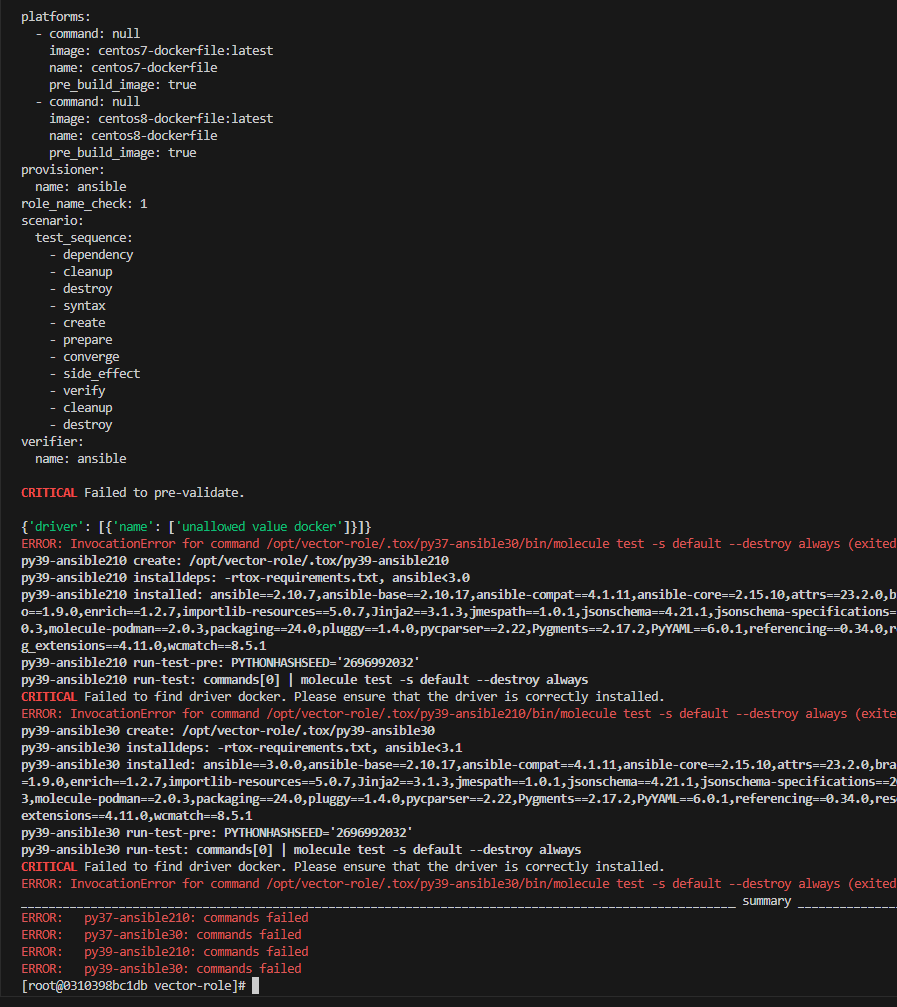 platforms:
  - command: null
    image: centos7-dockerfile:latest
    name: centos7-dockerfile
    pre_build_image: true
  - command: null
    image: centos8-dockerfile:latest
    name: centos8-dockerfile
    pre_build_image: true
provisioner:
  name: ansible
role_name_check: 1
scenario:
  test_sequence:
    - dependency
    - cleanup
    - destroy
    - syntax
    - create
    - prepare
    - converge
    - side_effect
    - verify
    - cleanup
    - destroy
verifier:
  name: ansible
CRITICAL Failed to pre-validate.
{'driver': [{'name': ['unallowed value docker']}]}
ERROR: InvocationError for command /opt/vector-role/.tox/py37-ansible30/bin/molecule test -s default --destroy always (exited
py39-ansible210 create: /opt/vector-role/.tox/py39-ansible210
py39-ansible210 installdeps: -rtox-requirements.txt, ansible<3.0
py39-ansible210 installed: ansible==2.10.7,ansible-base==2.10.17,ansible-compat==4.1.11,ansible-core==2.15.10,attrs==23.2.0,b
o==1.9.0,enrich==1.2.7,importlib-resources==5.0.7,Jinja2==3.1.3,jmespath==1.0.1,jsonschema==4.21.1,jsonschema-specifications=
0.3,molecule-podman==2.0.3,packaging==24.0,pluggy==1.4.0,pycparser==2.22,Pygments==2.17.2,PyYAML==6.0.1,referencing==0.34.0,r
g_extensions==4.11.0,wcmatch==8.5.1
py39-ansible210 run-test-pre: PYTHONHASHSEED='2696992032'
py39-ansible210 run-test: commands[0] | molecule test -s default --destroy always
CRITICAL Failed to find driver docker. Please ensure that the driver is correctly installed.
ERROR: InvocationError for command /opt/vector-role/.tox/py39-ansible210/bin/molecule test -s default --destroy always (exite
py39-ansible30 create: /opt/vector-role/.tox/py39-ansible30
py39-ansible30 installdeps: -rtox-requirements.txt, ansible<3.1
py39-ansible30 installed: ansible==3.0.0,ansible-base==2.10.17,ansible-compat==4.1.11,ansible-core==2.15.10,attrs==23.2.0,bra
=1.9.0,enrich==1.2.7,importlib-resources==5.0.7,Jinja2==3.1.3,jmespath==1.0.1,jsonschema==4.21.1,jsonschema-specifications==2
3,molecule-podman==2.0.3,packaging==24.0,pluggy==1.4.0,pycparser==2.22,Pygments==2.17.2,PyYAML==6.0.1,referencing==0.34.0,res
extensions==4.11.0,wcmatch==8.5.1
py39-ansible30 run-test-pre: PYTHONHASHSEED='2696992032'
py39-ansible30 run-test: commands[0] | molecule test -s default --destroy always
CRITICAL Failed to find driver docker. Please ensure that the driver is correctly installed.
ERROR: InvocationError for command /opt/vector-role/.tox/py39-ansible30/bin/molecule test -s default --destroy always (exited
summary
ERROR:   py37-ansible210: commands failed
ERROR:   py37-ansible30: commands failed
ERROR:   py39-ansible210: commands failed
ERROR:   py39-ansible30: commands failed
[root@0310398bc1db vector-role]#